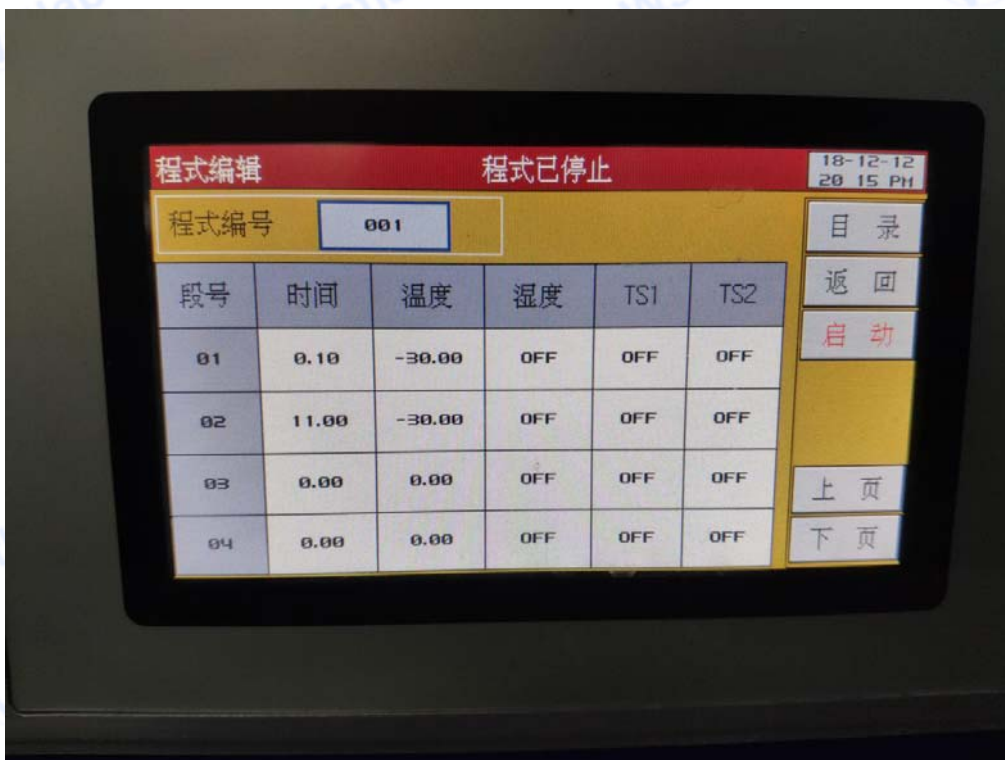 程式编辑 程式已停止 18-12-12
20 15 PM
程式编号 001 目 录
段号 时间 温度 湿度 TS1 TS2 返 回
启 动
01 0.10 -30.00 OFF OFF OFF
02 11.00 -30.00 OFF OFF OFF
03 0.00 0.00 OFF OFF OFF 上 页
04 0.00 0.00 OFF OFF OFF 下 页